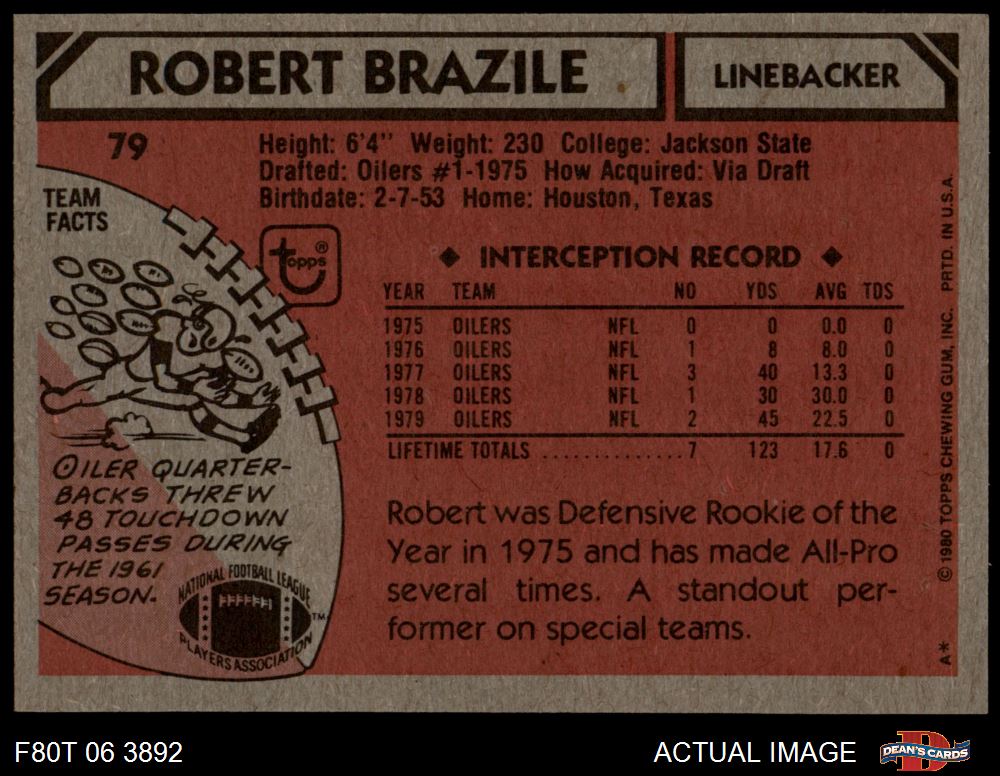 ROBERT BRAZILE
LINEBACKER
79
Height: 6'4" Weight: 230 College: Jackson State
Drafted: Oilers #1-1975 How Acquired: Via Draft
Birthdate: 2-7-53 Home: Houston, Texas
TEAM
FACTS
topps ®
◆ INTERCEPTION RECORD ◆
YEAR TEAM NO YDS AVG TDS
1975 OILERS NFL 0 0 0.0 0
1976 OILERS NFL 1 8 8.0 0
1977 OILERS NFL 3 40 13.3 0
1978 OILERS NFL 1 30 30.0 0
1979 OILERS NFL 2 45 22.5 0
LIFETIME TOTALS ..............7 123 17.6 0
OILER QUARTER-
BACKS THREW
48 TOUCHDOWN
PASSES DURING
THE 1961
SEASON.
NATIONAL FOOTBALL LEAGUE
PLAYERS ASSOCIATION
TM
Robert was Defensive Rookie of the
Year in 1975 and has made All-Pro
several times. A standout per-
former on special teams.
A* © 1980 TOPPS CHEWING GUM, INC. PRTD. IN U.S.A.
F80T 06 3892
ACTUAL IMAGE
D
DEAN'S CARDS